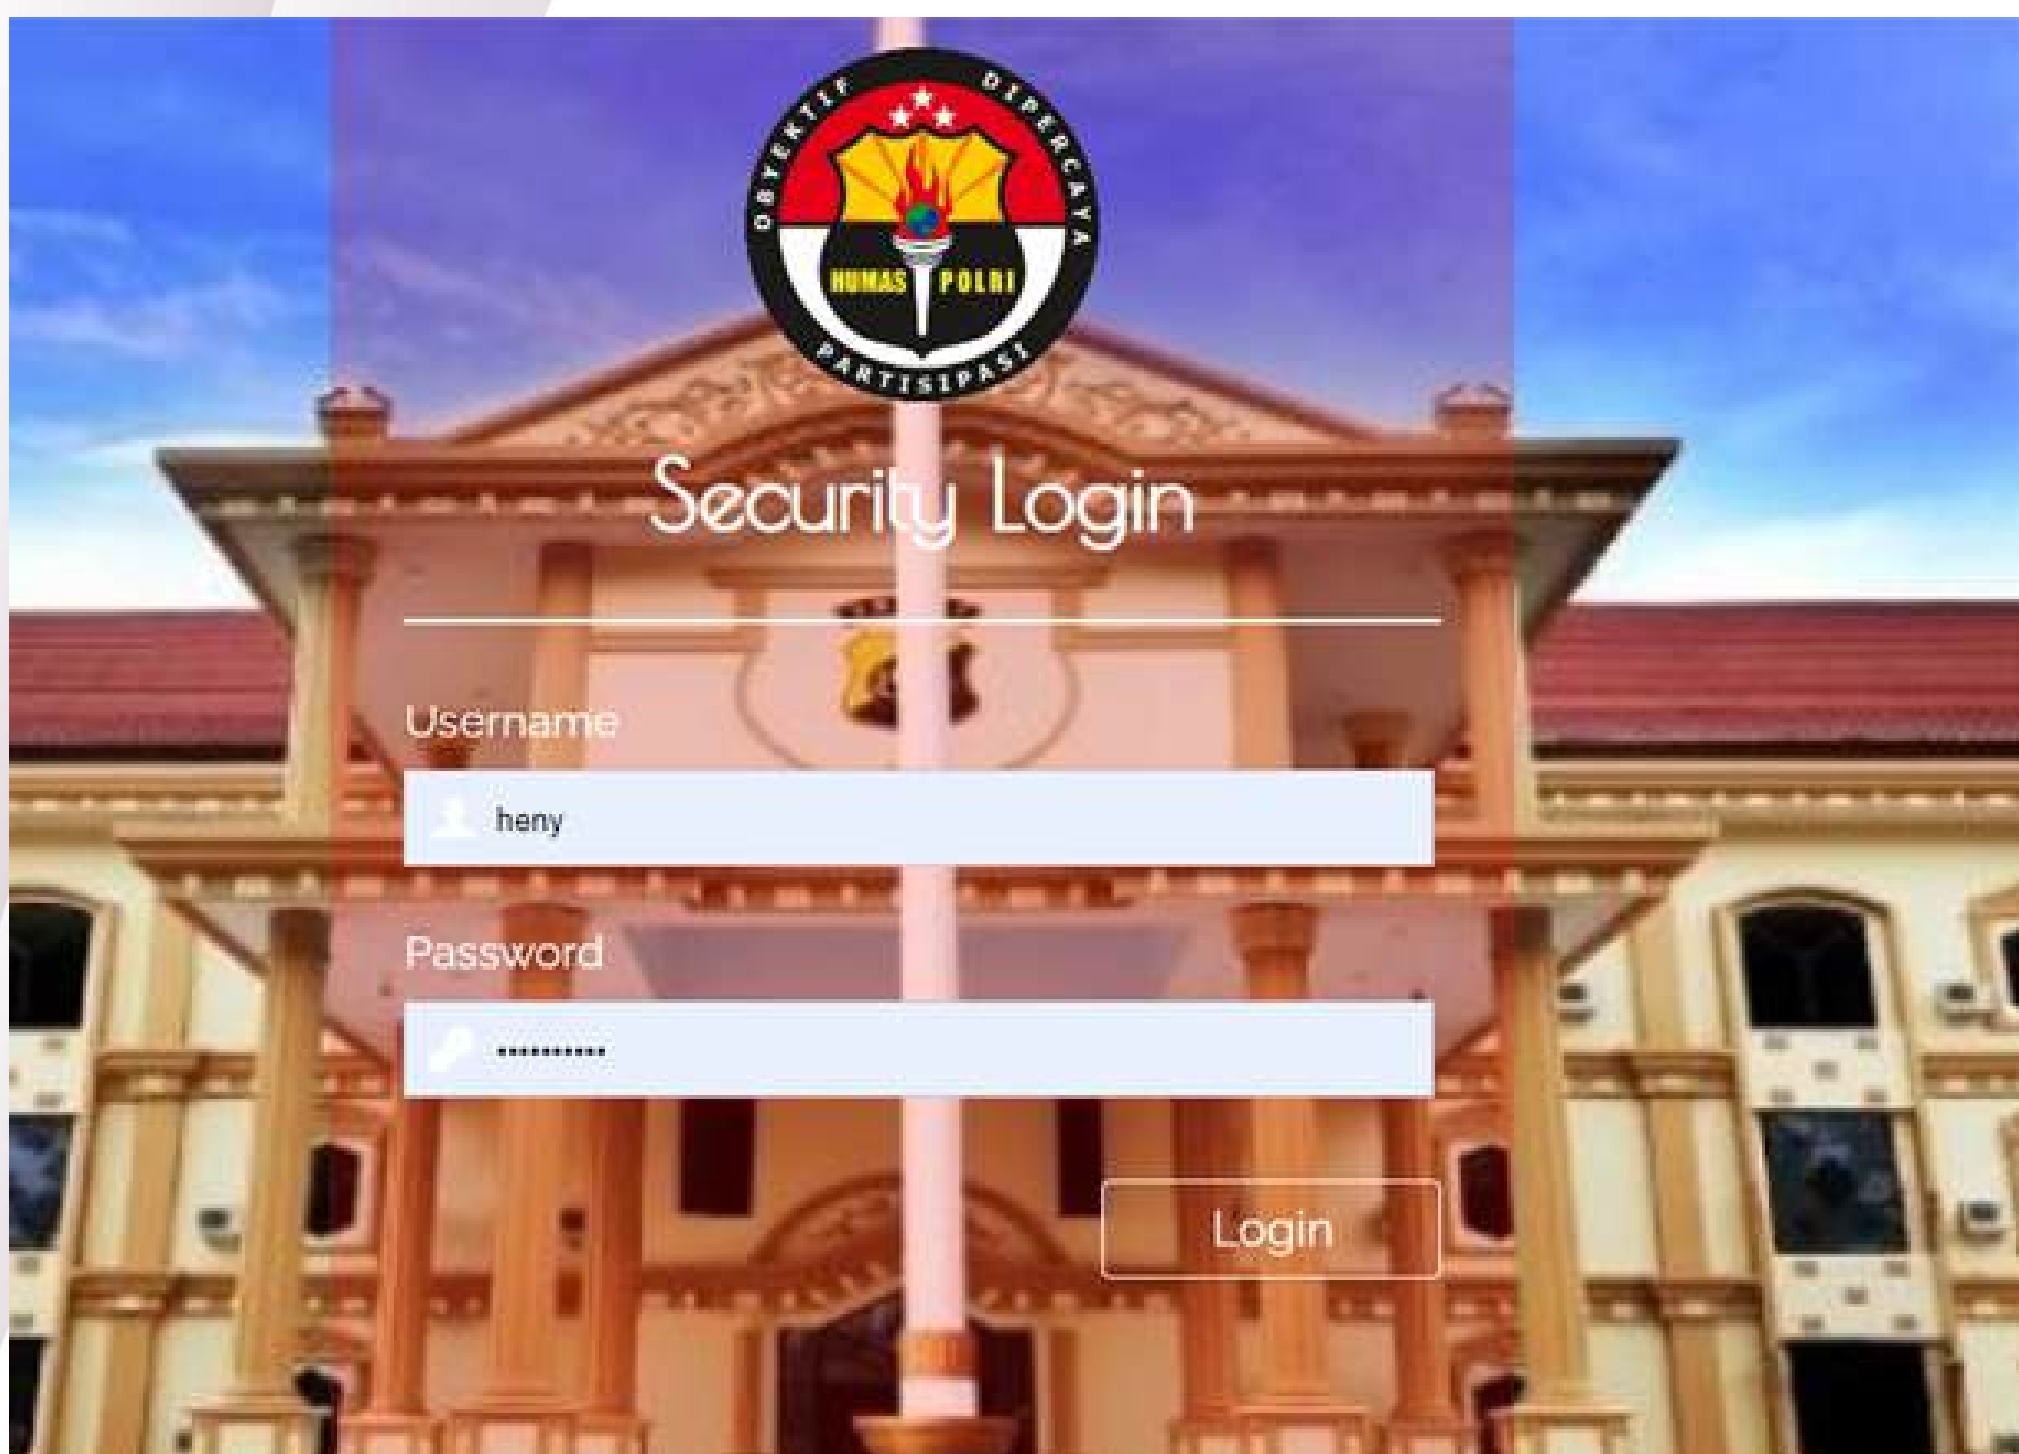 OBYEKTIF DIPERCAYA
HUMAS POLRI
PARTISIPASI
Security Login
Username
heny
Password
••••••••••
Login